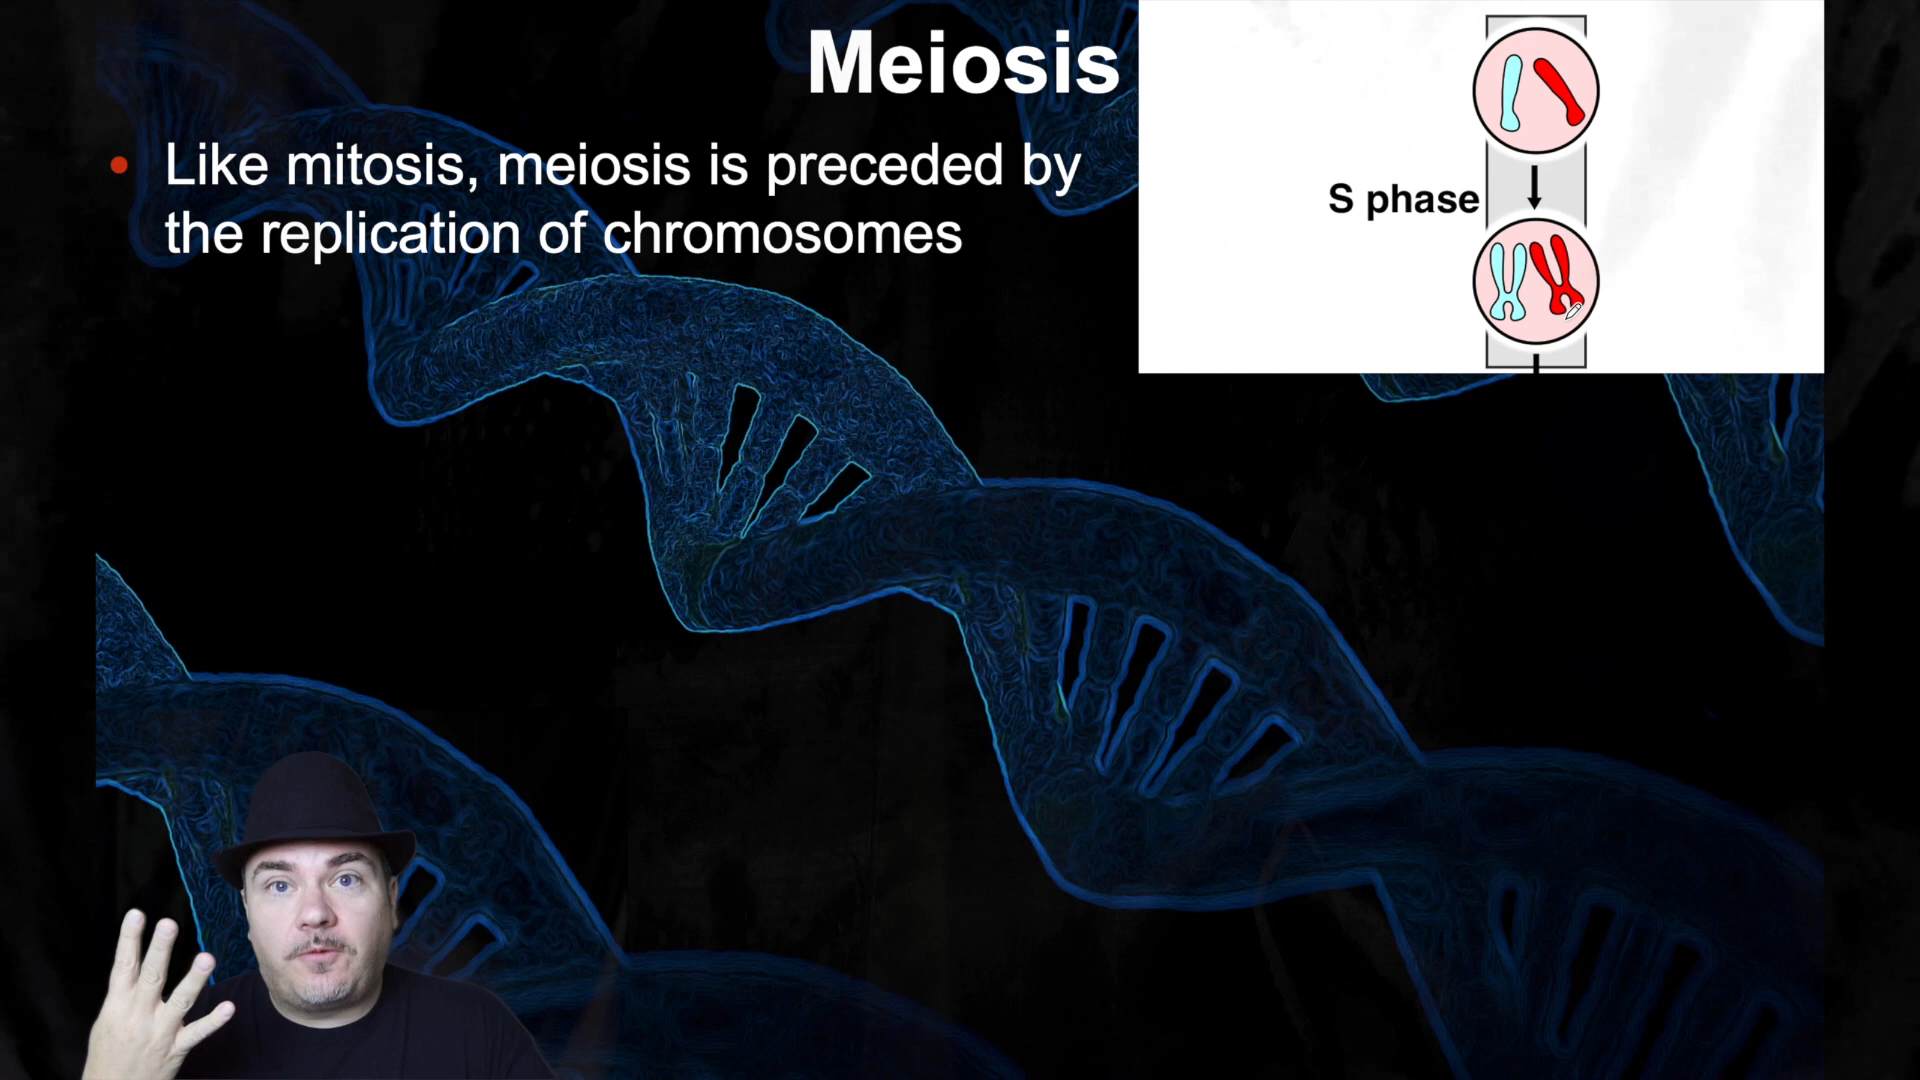 Meiosis
• Like mitosis, meiosis is preceded by
the replication of chromosomes
S phase